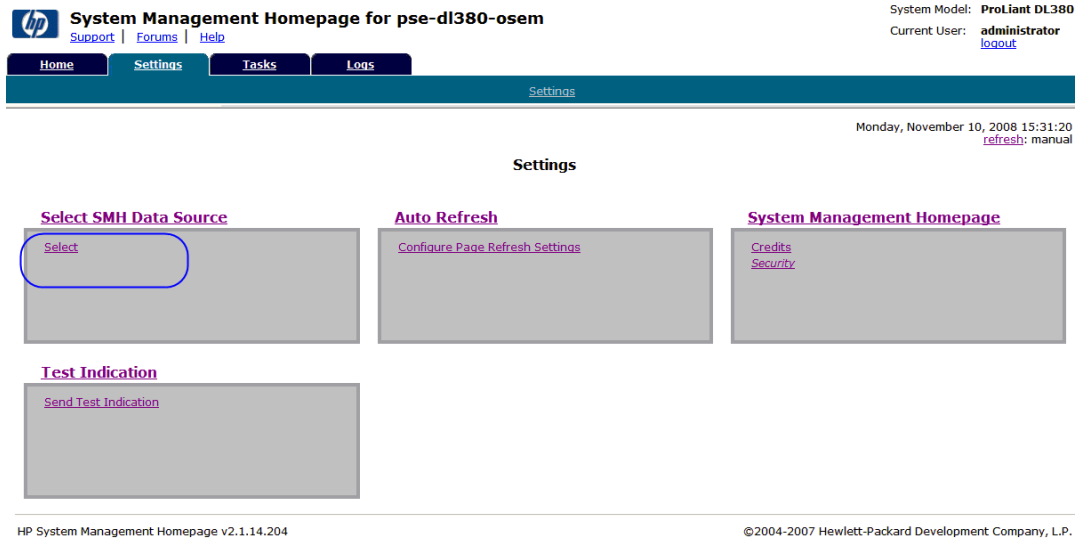 hp
System Management Homepage for pse-dl380-osem
Support | Forums | Help
System Model: ProLiant DL380
Current User: administrator
logout
Home Settings Tasks Logs
Settings
Monday, November 10, 2008 15:31:20
refresh: manual
Settings
Select SMH Data Source
Select
Auto Refresh
Configure Page Refresh Settings
System Management Homepage
Credits
Security
Test Indication
Send Test Indication
HP System Management Homepage v2.1.14.204
©2004-2007 Hewlett-Packard Development Company, L.P.